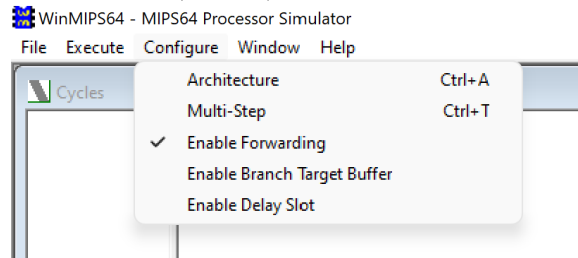 WinMIPS64 - MIPS64 Processor Simulator
File Execute Configure Window Help
Cycles
Architecture Ctrl+A
Multi-Step Ctrl+T
Enable Forwarding
Enable Branch Target Buffer
Enable Delay Slot